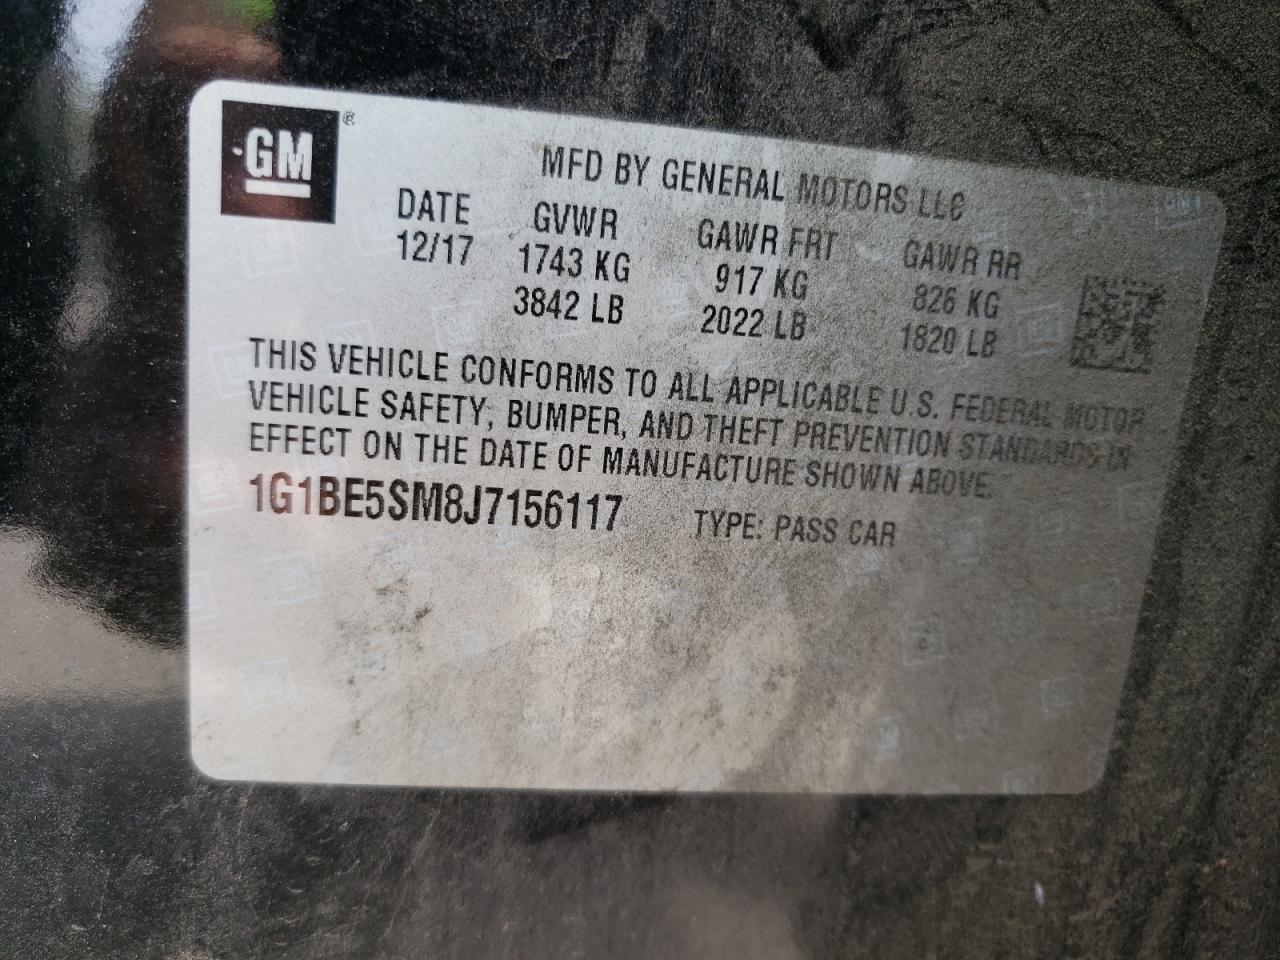 GM ®
MFD BY GENERAL MOTORS LLC
DATE GVWR GAWR FRT GAWR RR
12/17 1743 KG 917 KG 826 KG
3842 LB 2022 LB 1820 LB
THIS VEHICLE CONFORMS TO ALL APPLICABLE U.S. FEDERAL MOTOR
VEHICLE SAFETY, BUMPER, AND THEFT PREVENTION STANDARDS IN
EFFECT ON THE DATE OF MANUFACTURE SHOWN ABOVE.
1G1BE5SM8J7156117 TYPE: PASS CAR